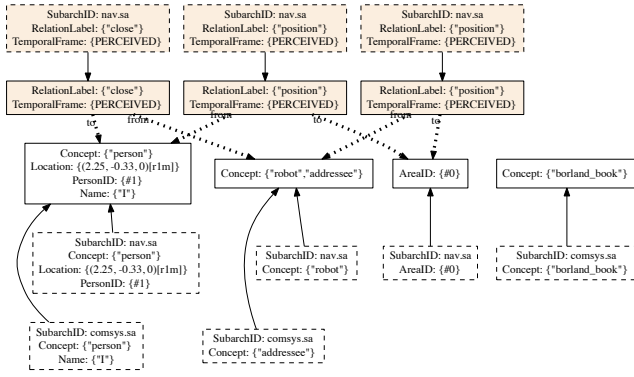 SubarchID: nav.sa
RelationLabel: {"close"}
TemporalFrame: {PERCEIVED}
SubarchID: nav.sa
RelationLabel: {"position"}
TemporalFrame: {PERCEIVED}
SubarchID: nav.sa
RelationLabel: {"position"}
TemporalFrame: {PERCEIVED}
RelationLabel: {"close"}
TemporalFrame: {PERCEIVED}
RelationLabel: {"position"}
TemporalFrame: {PERCEIVED}
RelationLabel: {"position"}
TemporalFrame: {PERCEIVED}
to
from
from
to
from
to
Concept: {"person"}
Location: {(2.25, -0.33, 0)[r1m]}
PersonID: {#1}
Name: {"I"}
Concept: {"robot","addressee"}
AreaID: {#0}
Concept: {"borland_book"}
SubarchID: nav.sa
Concept: {"person"}
Location: {(2.25, -0.33, 0)[r1m]}
PersonID: {#1}
SubarchID: nav.sa
Concept: {"robot"}
SubarchID: nav.sa
AreaID: {#0}
SubarchID: comsys.sa
Concept: {"borland_book"}
SubarchID: comsys.sa
Concept: {"person"}
Name: {"I"}
SubarchID: comsys.sa
Concept: {"addressee"}